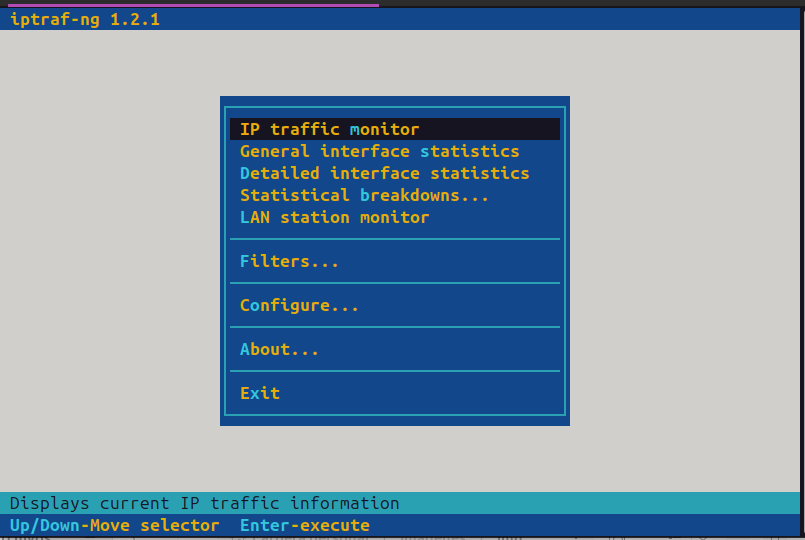 iptraf-ng 1.2.1
IP traffic monitor
General interface statistics
Detailed interface statistics
Statistical breakdowns...
LAN station monitor
Filters...
Configure...
About...
Exit
Displays current IP traffic information
Up/Down-Move selector  Enter-execute